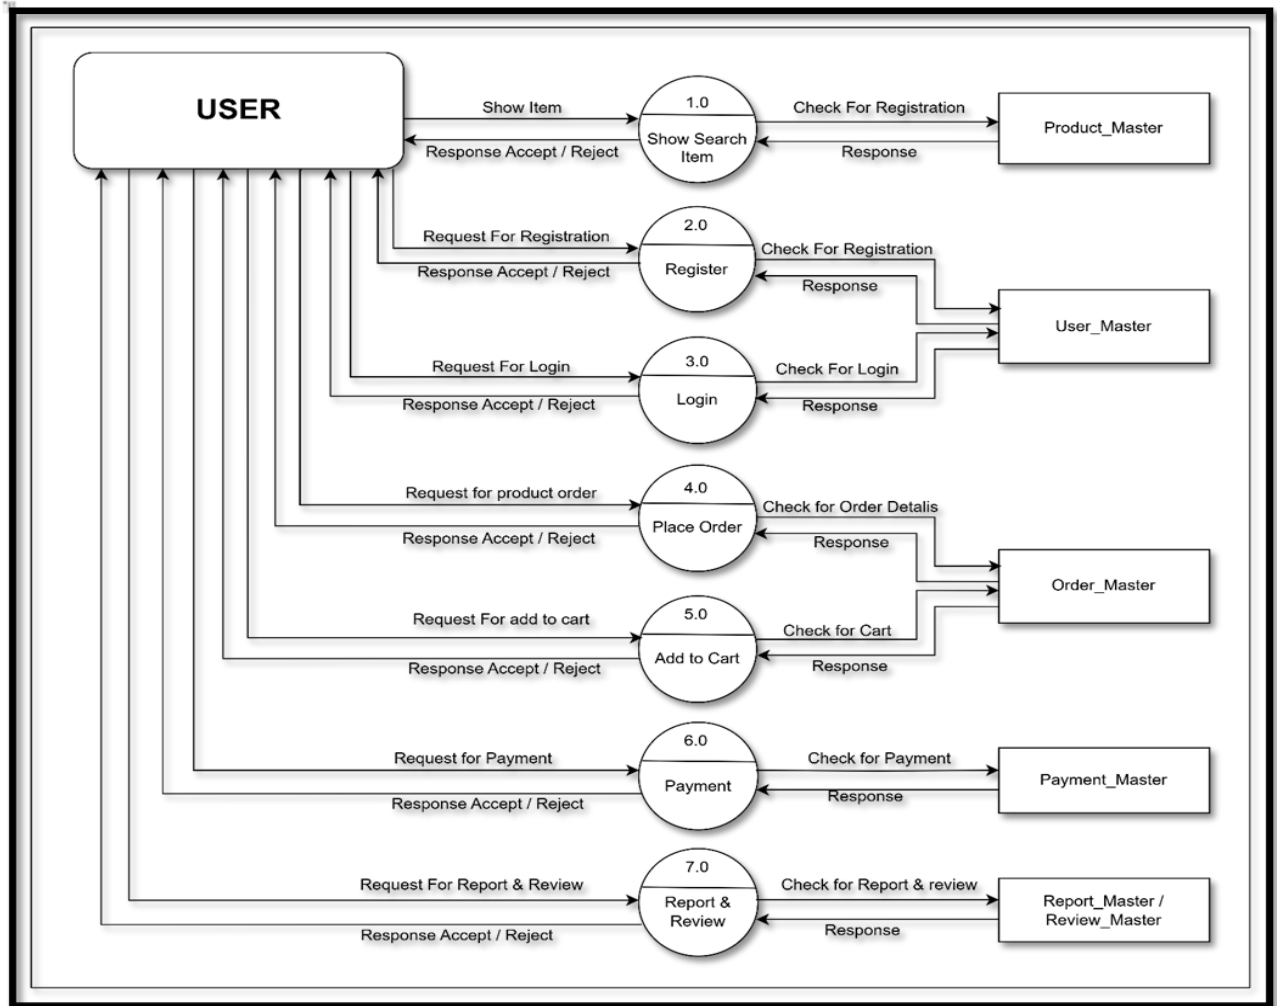 USER
Show Item
Response Accept / Reject
1.0
Show Search
Item
Check For Registration
Response
Product_Master
Request For Registration
Response Accept / Reject
2.0
Register
Check For Registration
Response
User_Master
Request For Login
Response Accept / Reject
3.0
Login
Check For Login
Response
Request for product order
Response Accept / Reject
4.0
Place Order
Check for Order Detalis
Response
Order_Master
Request For add to cart
Response Accept / Reject
5.0
Add to Cart
Check for Cart
Response
Request for Payment
Response Accept / Reject
6.0
Payment
Check for Payment
Response
Payment_Master
Request For Report & Review
Response Accept / Reject
7.0
Report &
Review
Check for Report & review
Response
Report_Master /
Review_Master